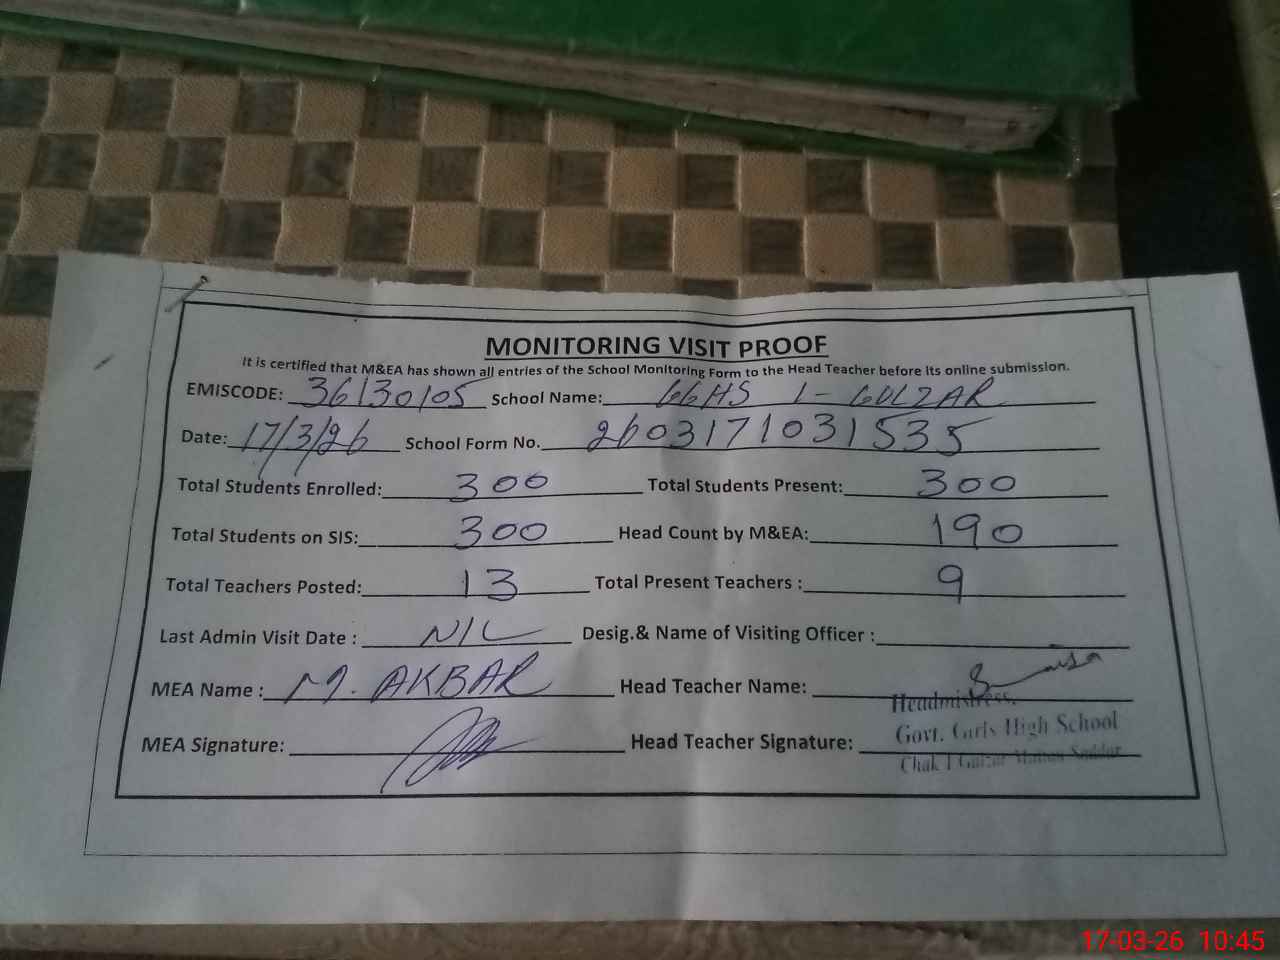 MONITORING VISIT PROOF
It is certified that M&EA has shown all entries of the School Monitoring Form to the Head Teacher before its online submission.
EMISCODE: 36130105 School Name: GGHS 1-GULZAR
Date: 17/3/26 School Form No. 2603171031535
Total Students Enrolled: 300 Total Students Present: 300
Total Students on SIS: 300 Head Count by M&EA: 190
Total Teachers Posted: 13 Total Present Teachers : 9
Last Admin Visit Date : NIL Desig.& Name of Visiting Officer :
MEA Name : M. AKBAR Head Teacher Name:
Headmistress,
MEA Signature: Head Teacher Signature:
Govt. Girls High School
Chak 1 Gulzar
17-03-26 10:45